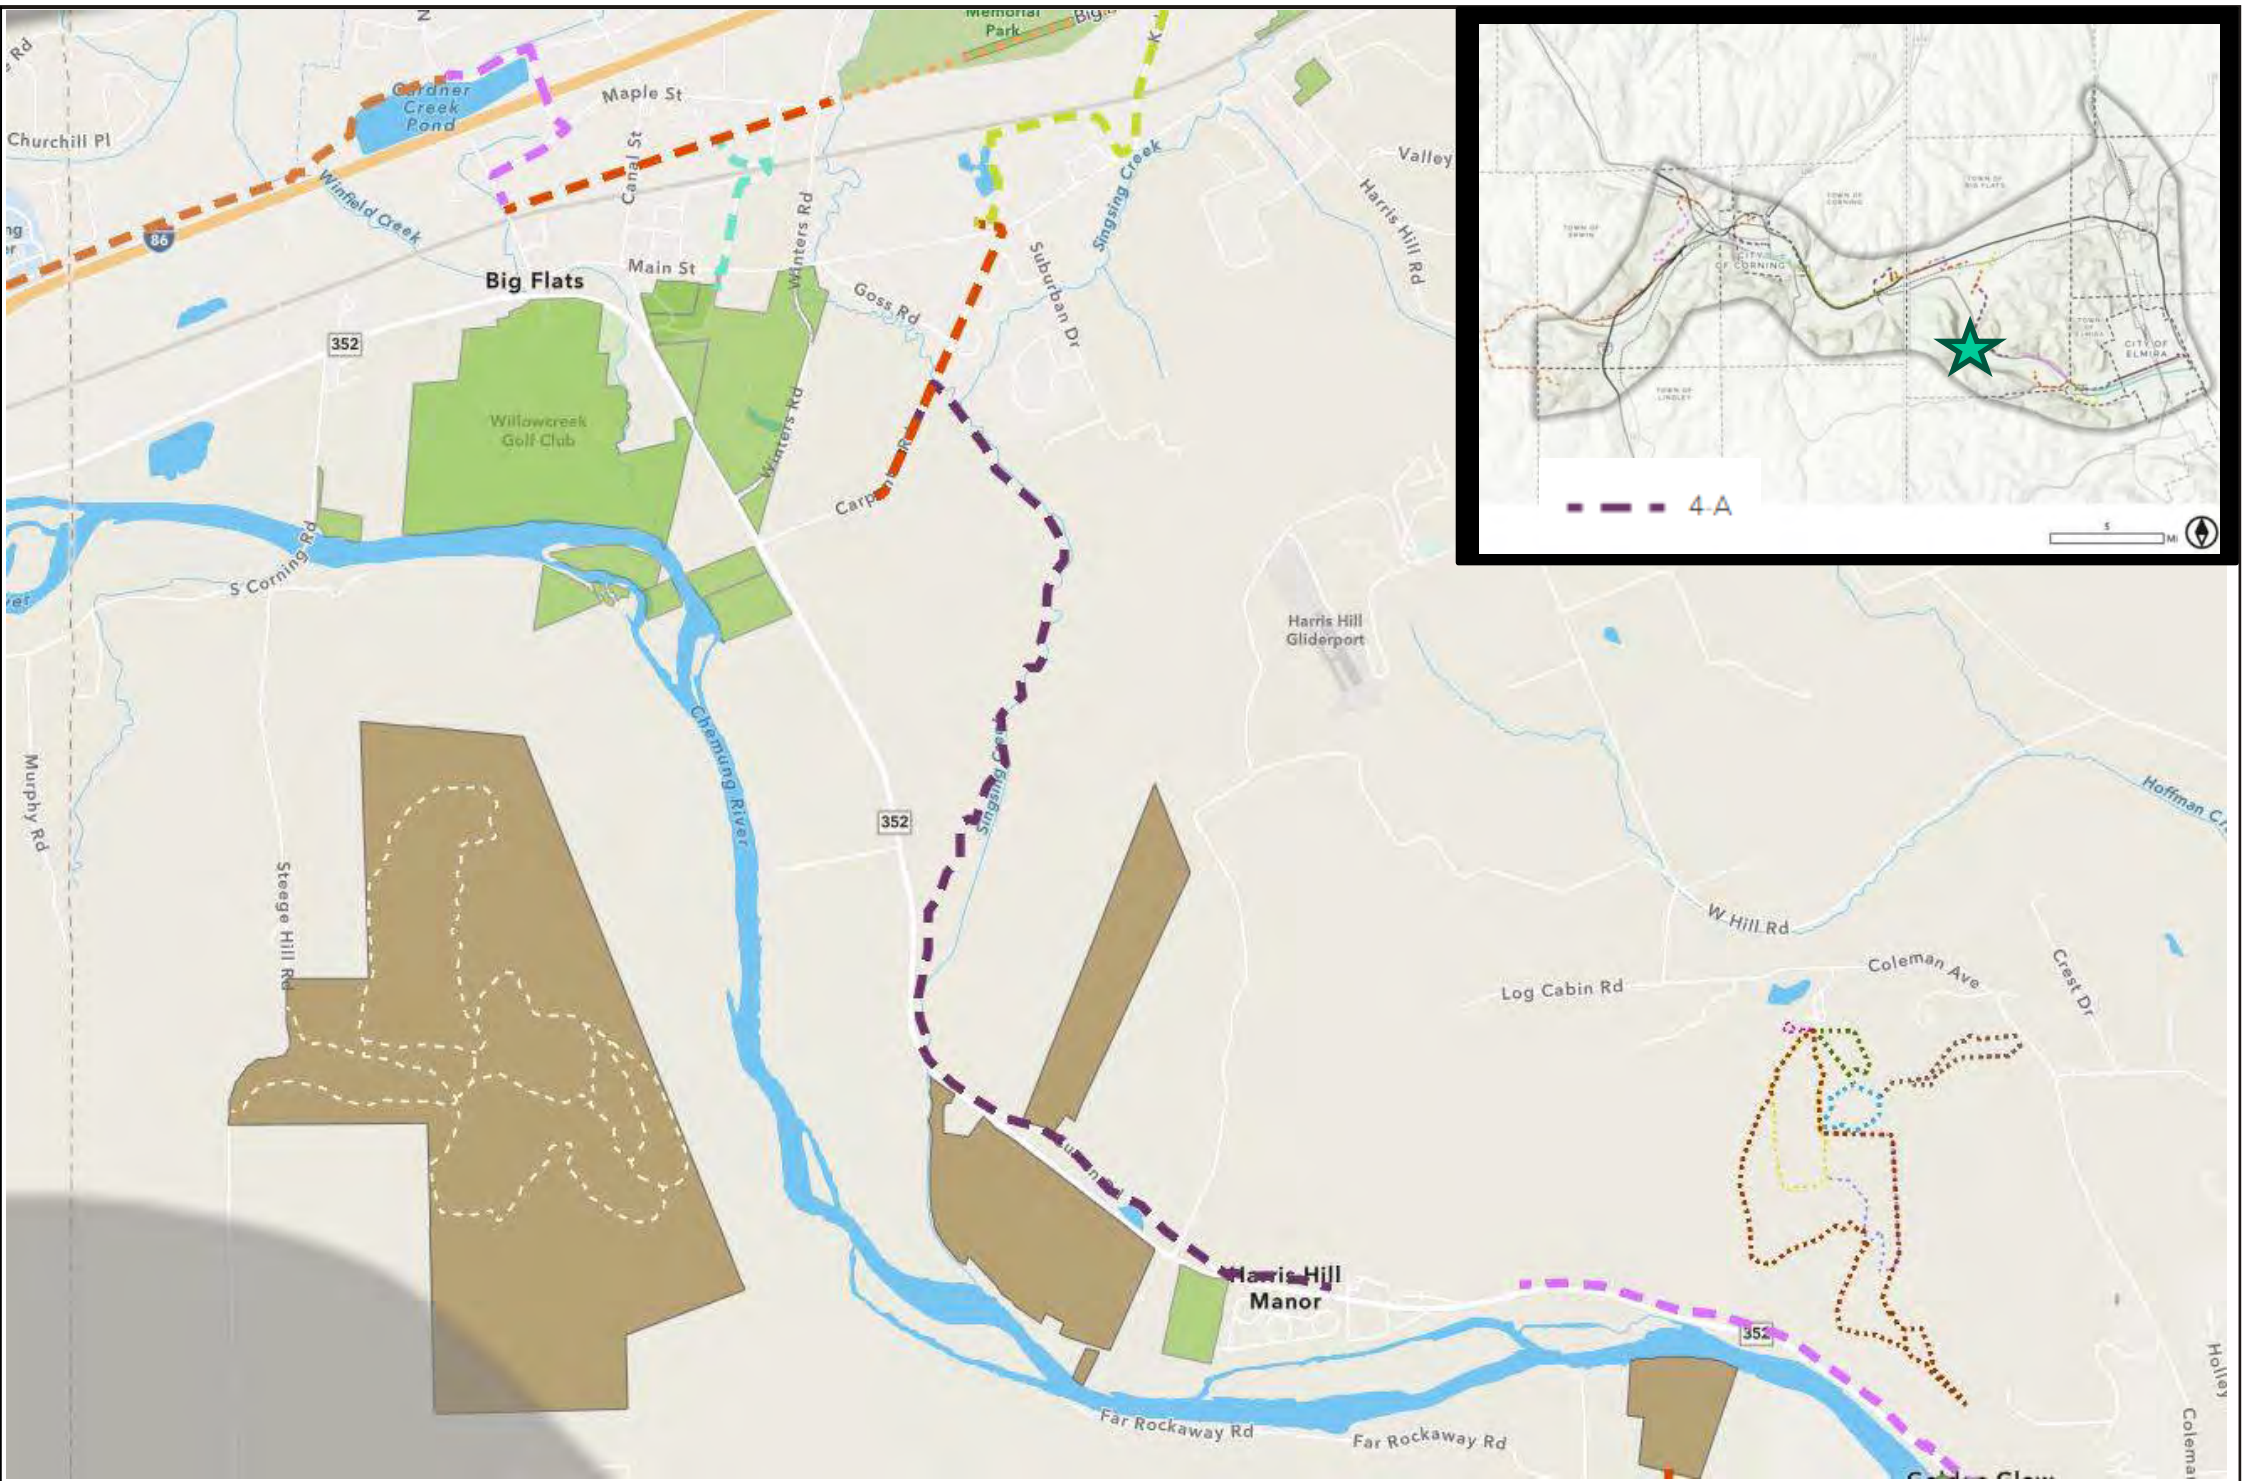 N
Rd
Gardner
Creek
Pond
Churchill Pl
Winfield Creek
86
Maple St
Canal St
Memorial
Park
Big
K
Singsing Creek
Valley
Harris Hill Rd
Winters Rd
Main St
Big Flats
352
Goss Rd
Suburban Dr
Willowcreek
Golf Club
Winters Rd
S Corning Rd
Harris Hill
Gliderport
Murphy Rd
Steege Hill Rd
Chemung River
352
Singsing Creek
W Hill Rd
Log Cabin Rd
Coleman Ave
Crest Dr
Harris Hill
Manor
352
Far Rockaway Rd
Far Rockaway Rd
Holley
Colema
TOWN OF
ERWIN
CITY
OF CORNING
TOWN OF
CORNING
TOWN OF
BIG FLATS
TOWN
OF
ELMIRA
CITY OF
ELMIRA
TOWN OF
LINDLEY
4-A
5
Mi